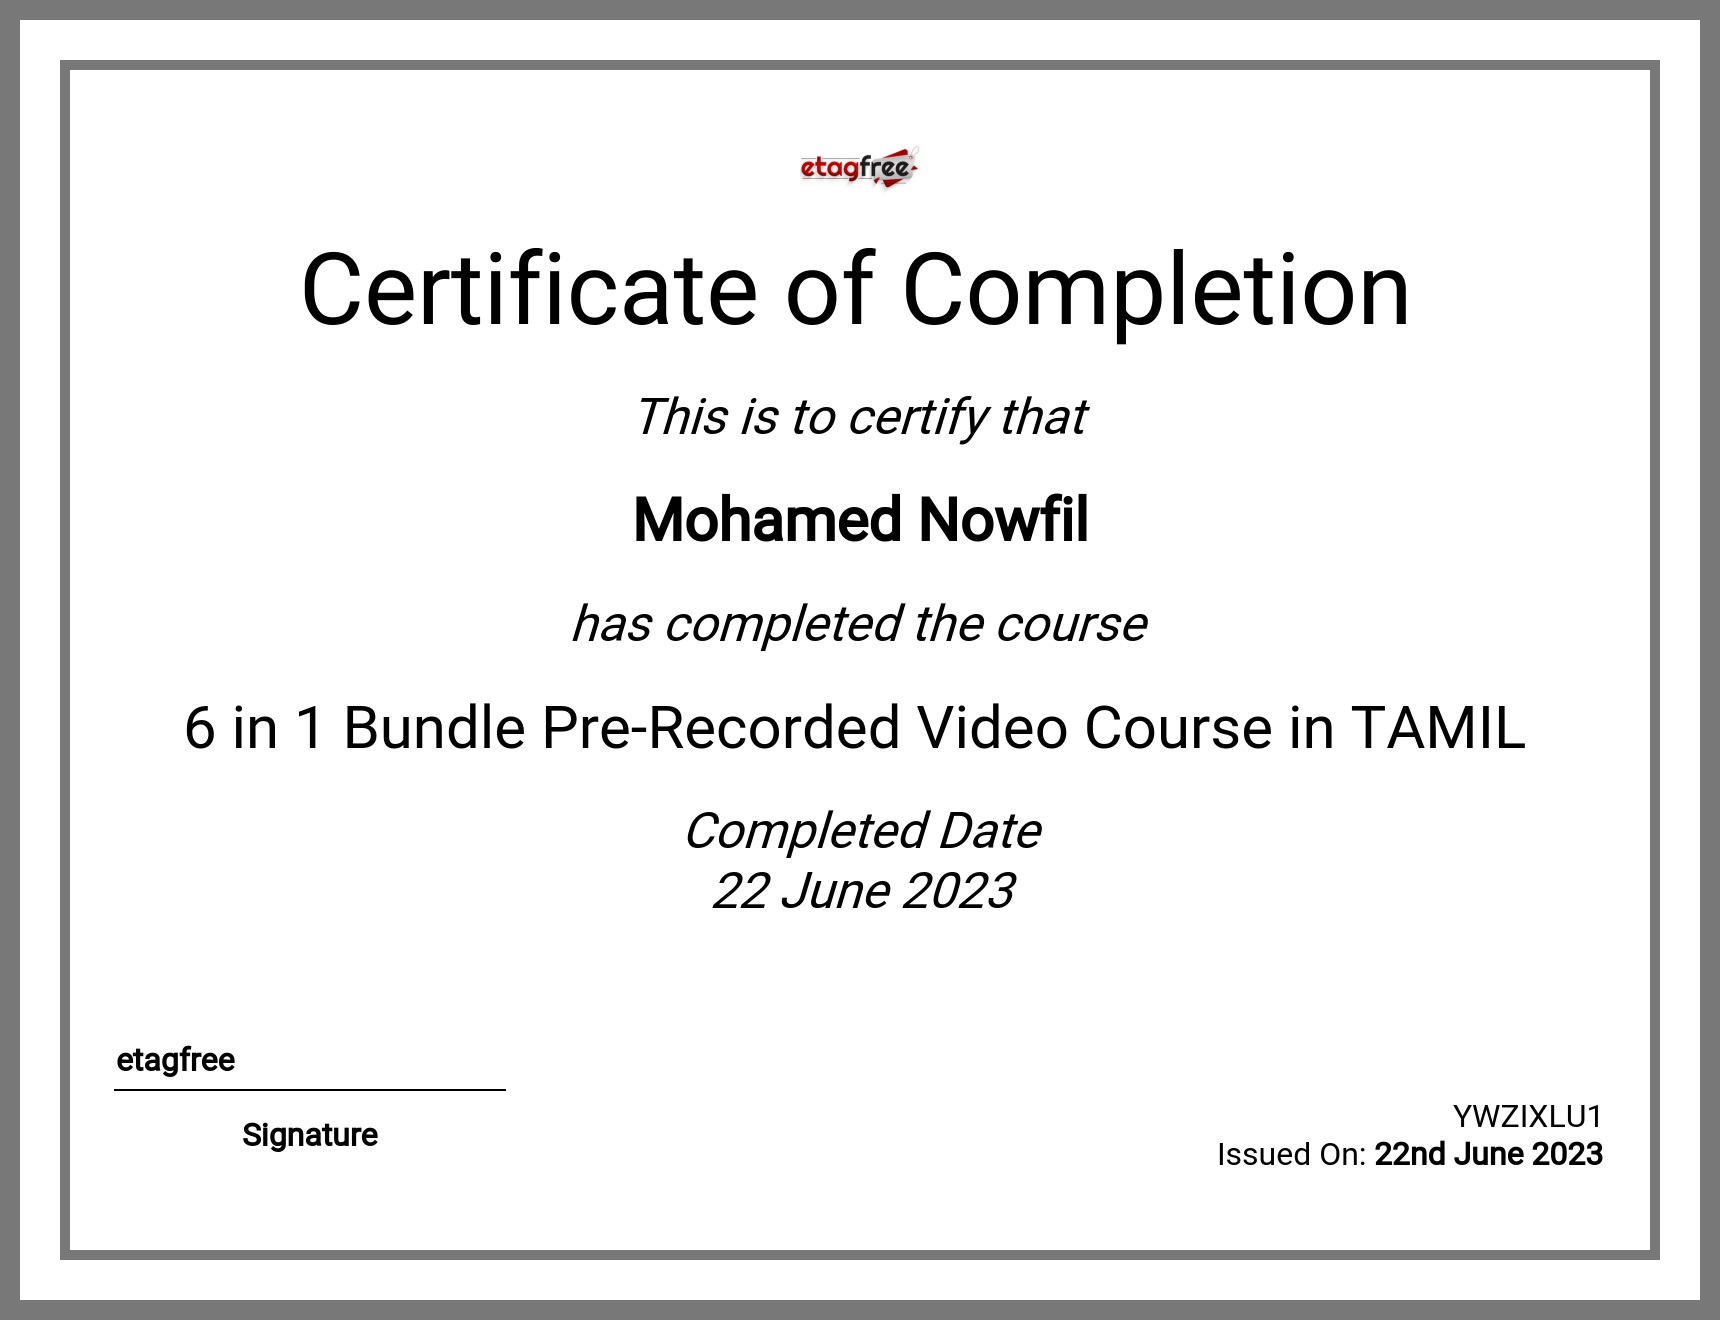 etagfree
Certificate of Completion
This is to certify that
Mohamed Nowfil
has completed the course
6 in 1 Bundle Pre-Recorded Video Course in TAMIL
Completed Date
22 June 2023
etagfree
Signature
YWZIXLU1
Issued On: 22nd June 2023